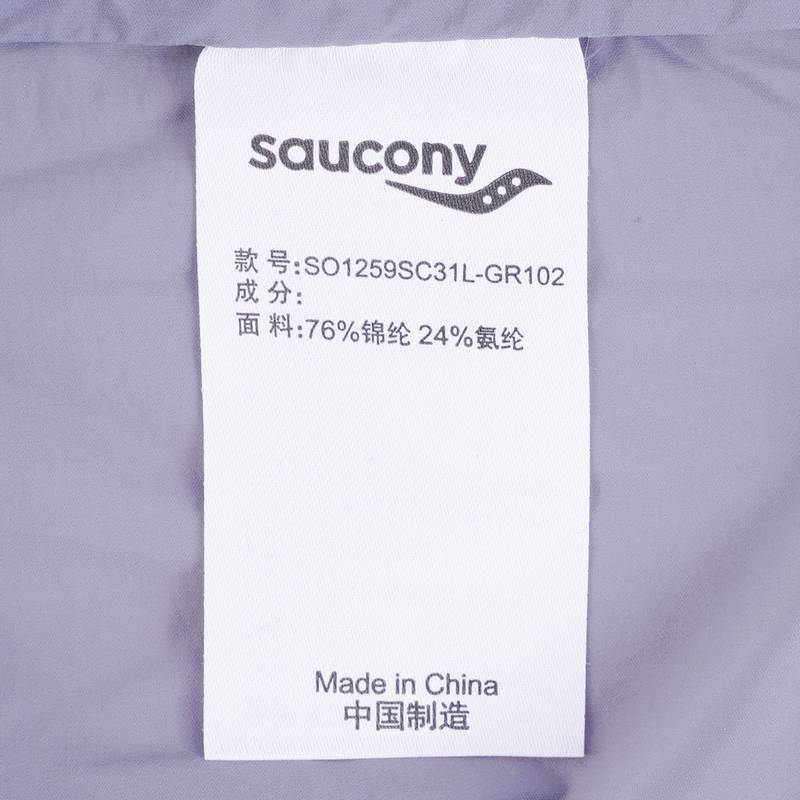 saucony
款 号:SO1259SC31L-GR102
成 分:
面 料:76%锦纶 24%氨纶
Made in China
中国制造